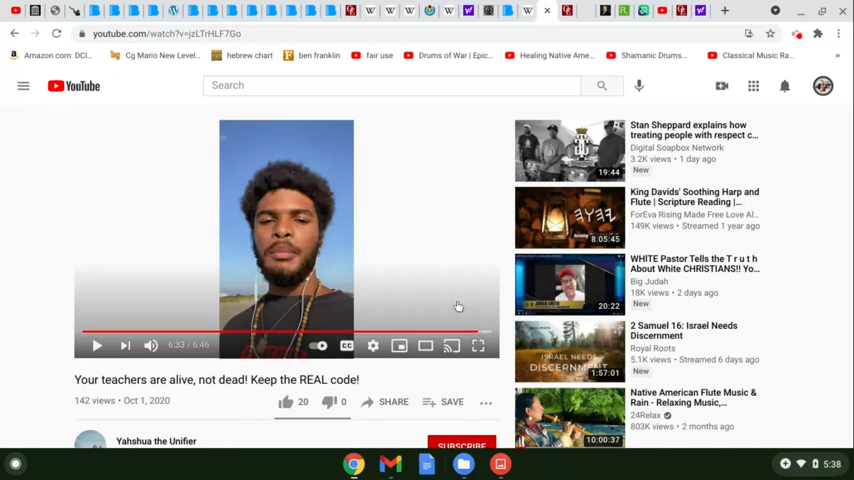 youtube.com/watch?v=jzLTrHLF7Go
Amazon.com: DCI... Cg Mario New Level... hebrew chart ben franklin fair use Drums of War | Epic... Healing Native Ame... Shamanic Drums... Classical Music Ra... »
YouTube
Search
Stan Sheppard explains how
treating people with respect c...
Digital Soapbox Network
3.2K views • 1 day ago
New
19:44
King Davids' Soothing Harp and
Flute | Scripture Reading |...
ForEva Rising Made Free Love Al...
149K views • Streamed 1 year ago
8:05:45
WHITE Pastor Tells the T r u t h
About White CHRISTIANS!! Yo...
Big Judah
18K views • 2 days ago
New
20:22
2 Samuel 16: Israel Needs
Discernment
Royal Roots
5.1K views • Streamed 6 days ago
New
ISRAEL NEEDS
DISCERNMENT
1:57:01
Native American Flute Music &
Rain - Relaxing Music,...
24Relax
803K views • 2 months ago
10:00:37
6:33 / 6:46
CC
Your teachers are alive, not dead! Keep the REAL code!
142 views • Oct 1, 2020
20 0 SHARE SAVE
Yahshua the Unifier
SUBSCRIBE
5:38